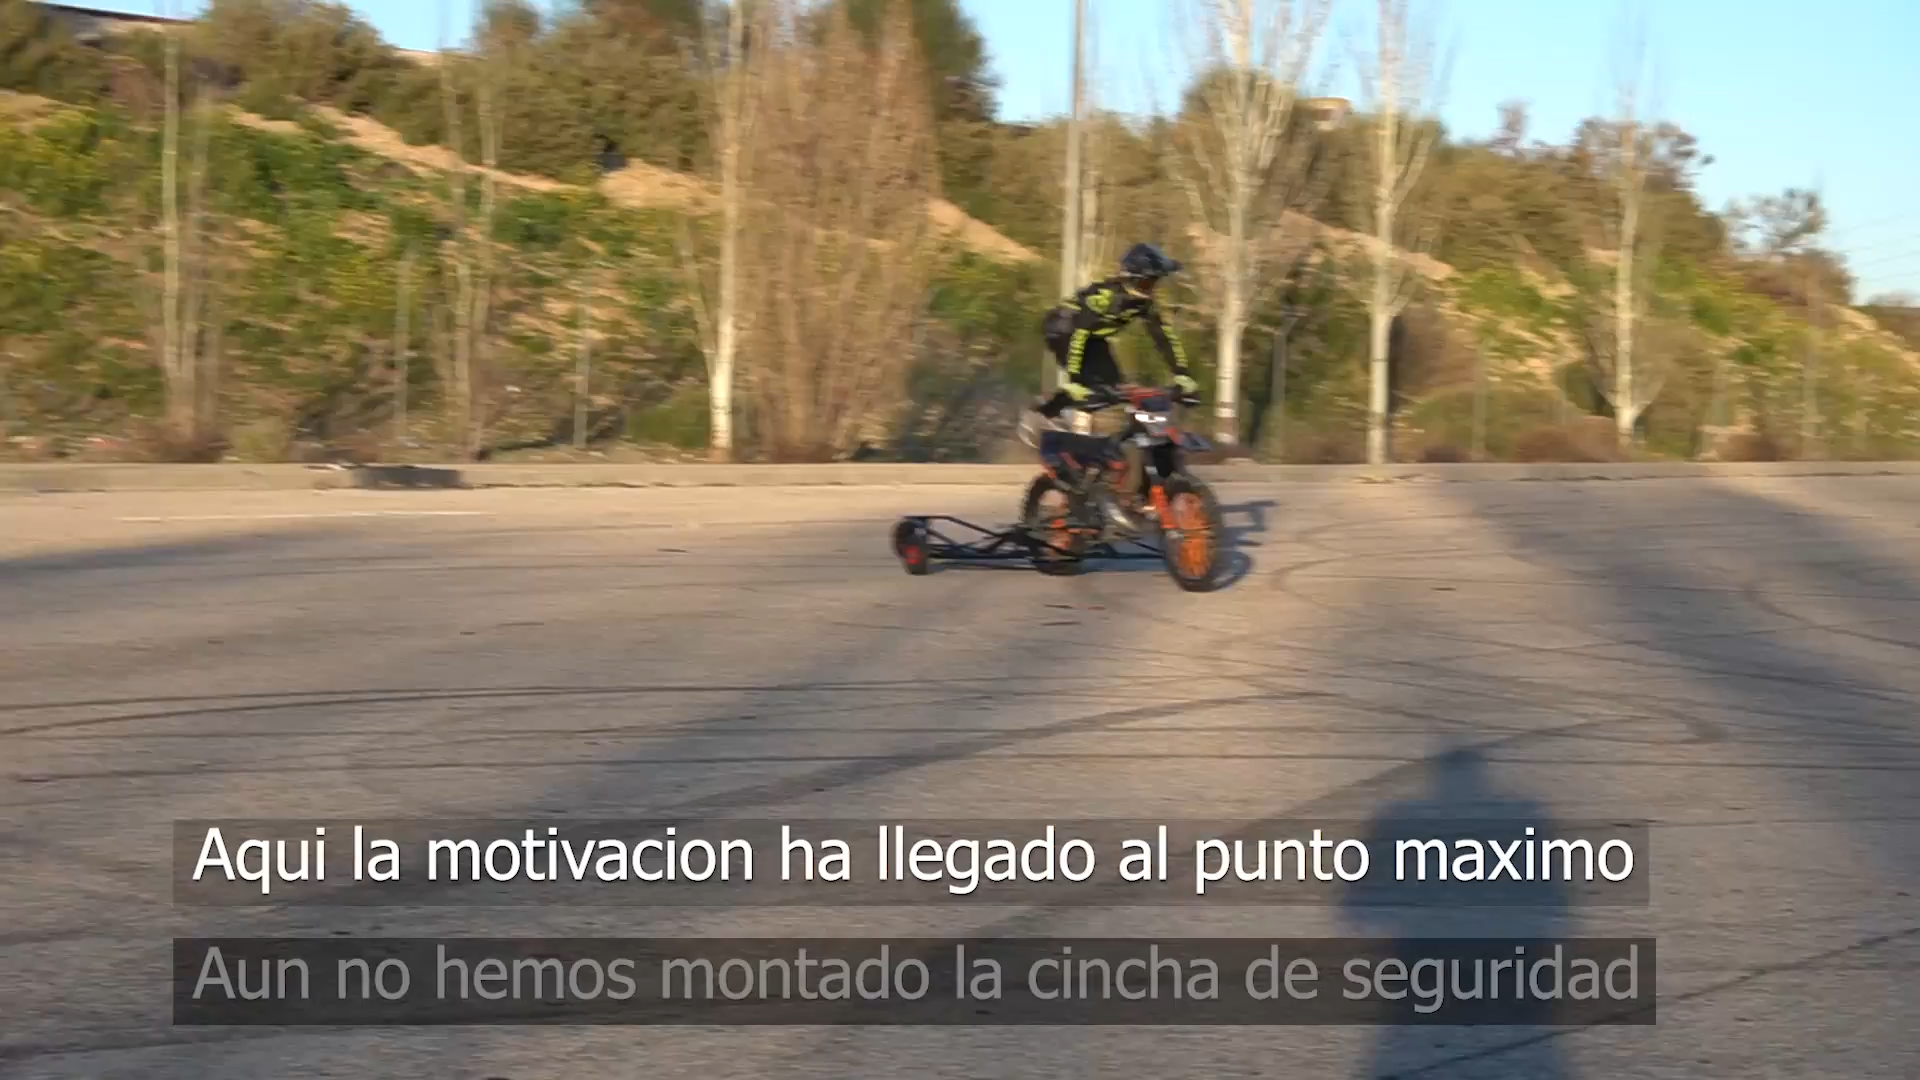 Aqui la motivacion ha llegado al punto maximo
Aun no hemos montado la cincha de seguridad